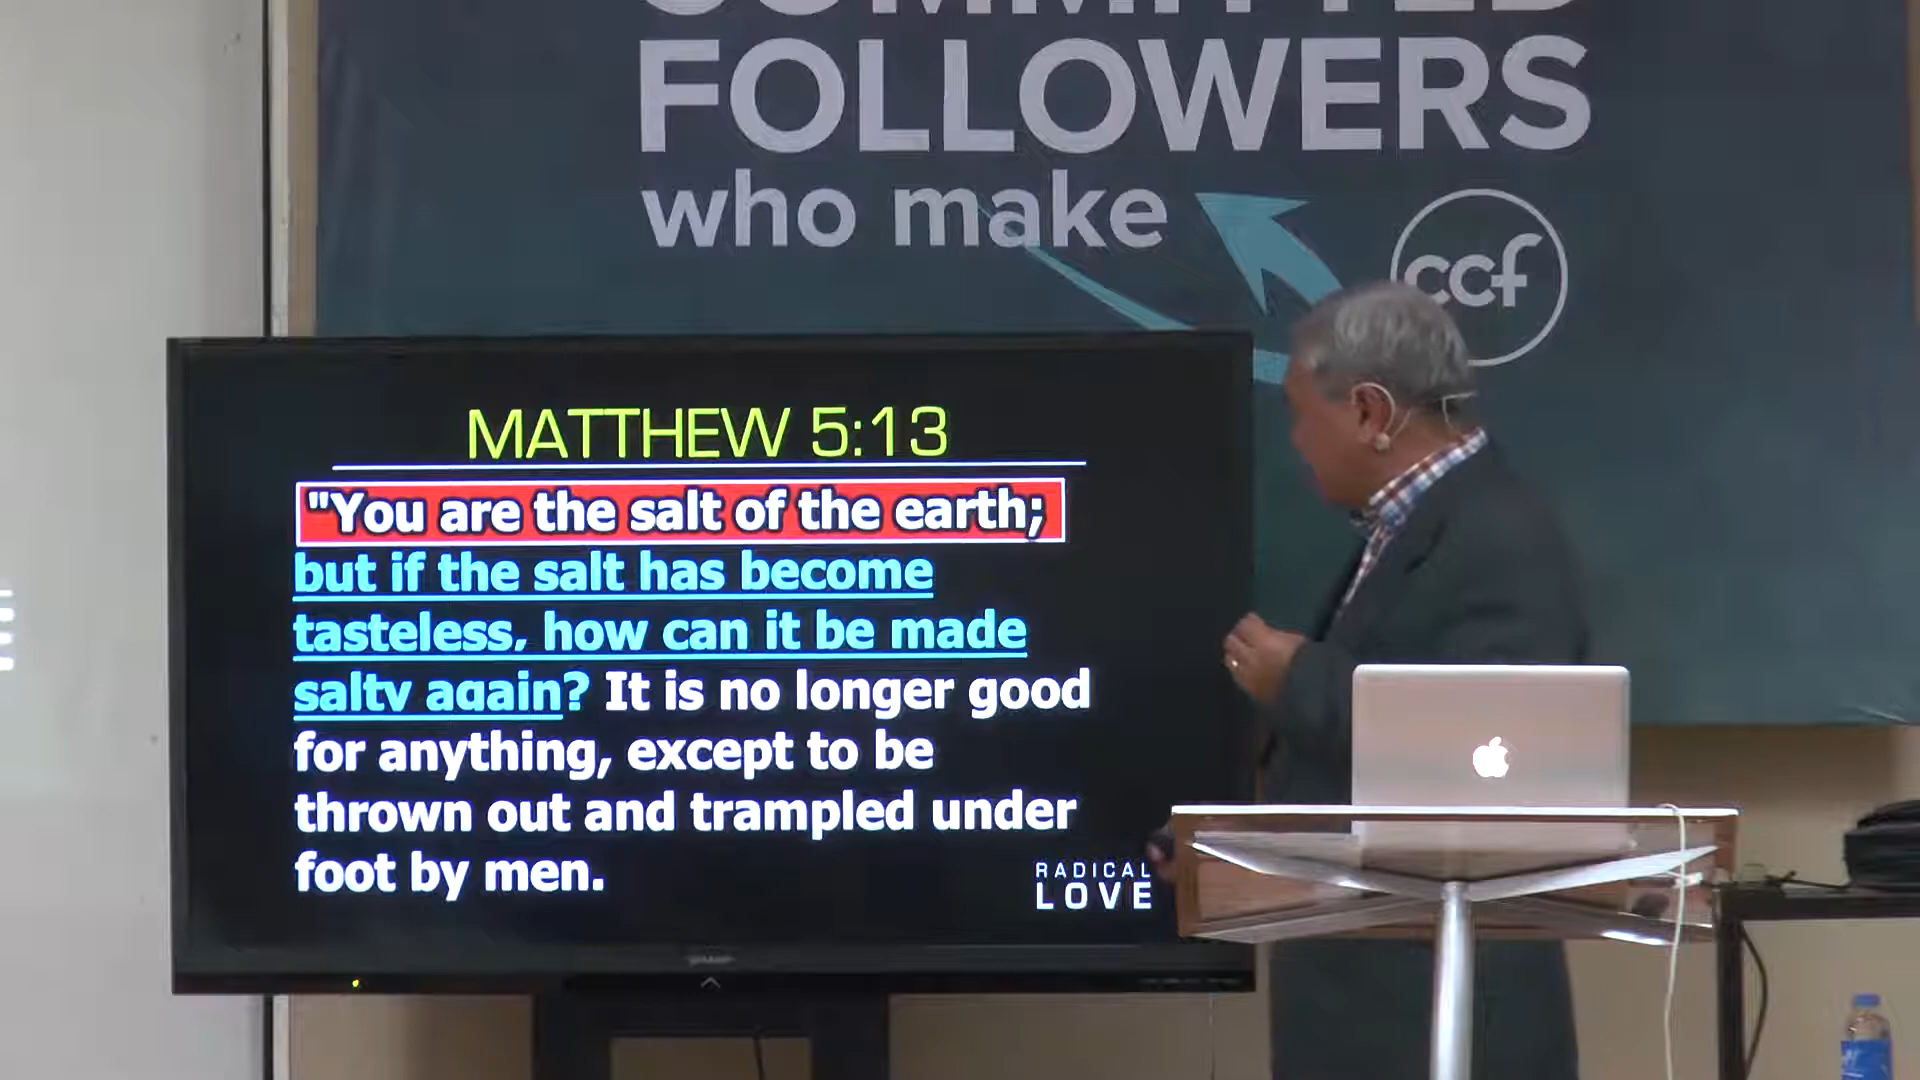 COMMITTED
FOLLOWERS
who make
ccf
MATTHEW 5:13
"You are the salt of the earth;
but if the salt has become
tasteless, how can it be made
salty again? It is no longer good
for anything, except to be
thrown out and trampled under
foot by men.
RADICAL
LOVE
SHARP